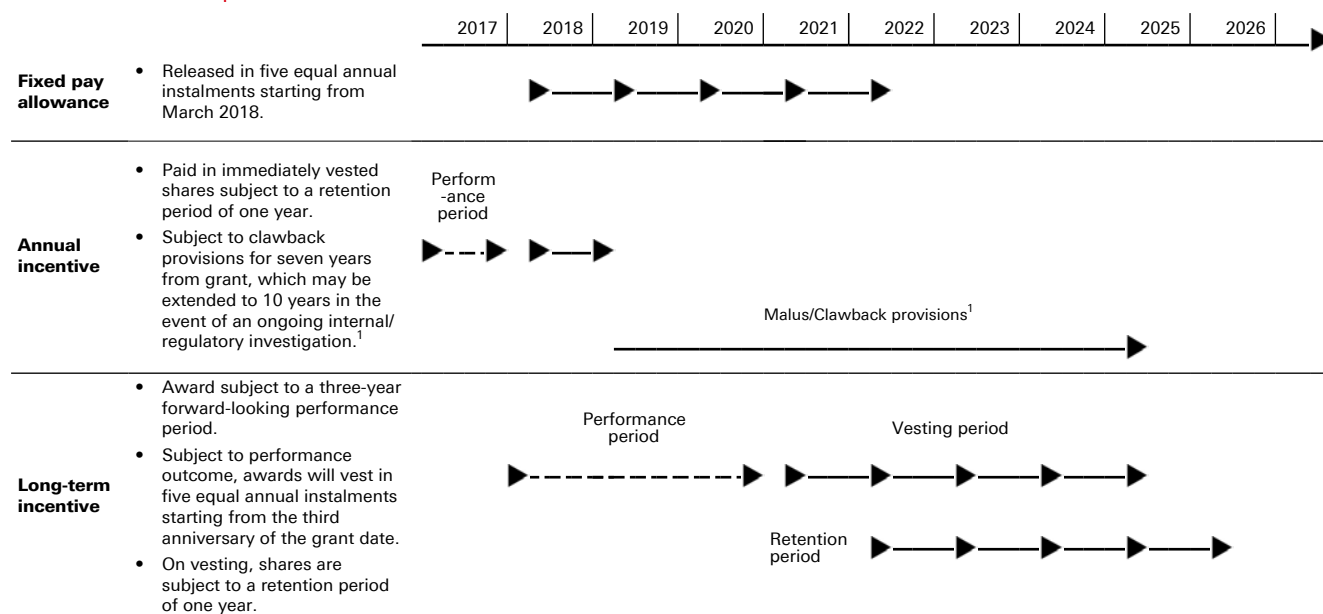 2017 2018 2019 2020 2021 2022 2023 2024 2025 2026
Fixed pay
allowance
• Released in five equal annual
instalments starting from
March 2018.
Annual
incentive
• Paid in immediately vested
shares subject to a retention
period of one year.
• Subject to clawback
provisions for seven years
from grant, which may be
extended to 10 years in the
event of an ongoing internal/
regulatory investigation.1
Perform
-ance
period
Malus/Clawback provisions1
Long-term
incentive
• Award subject to a three-year
forward-looking performance
period.
• Subject to performance
outcome, awards will vest in
five equal annual instalments
starting from the third
anniversary of the grant date.
• On vesting, shares are
subject to a retention period
of one year.
Performance
period
Vesting period
Retention
period